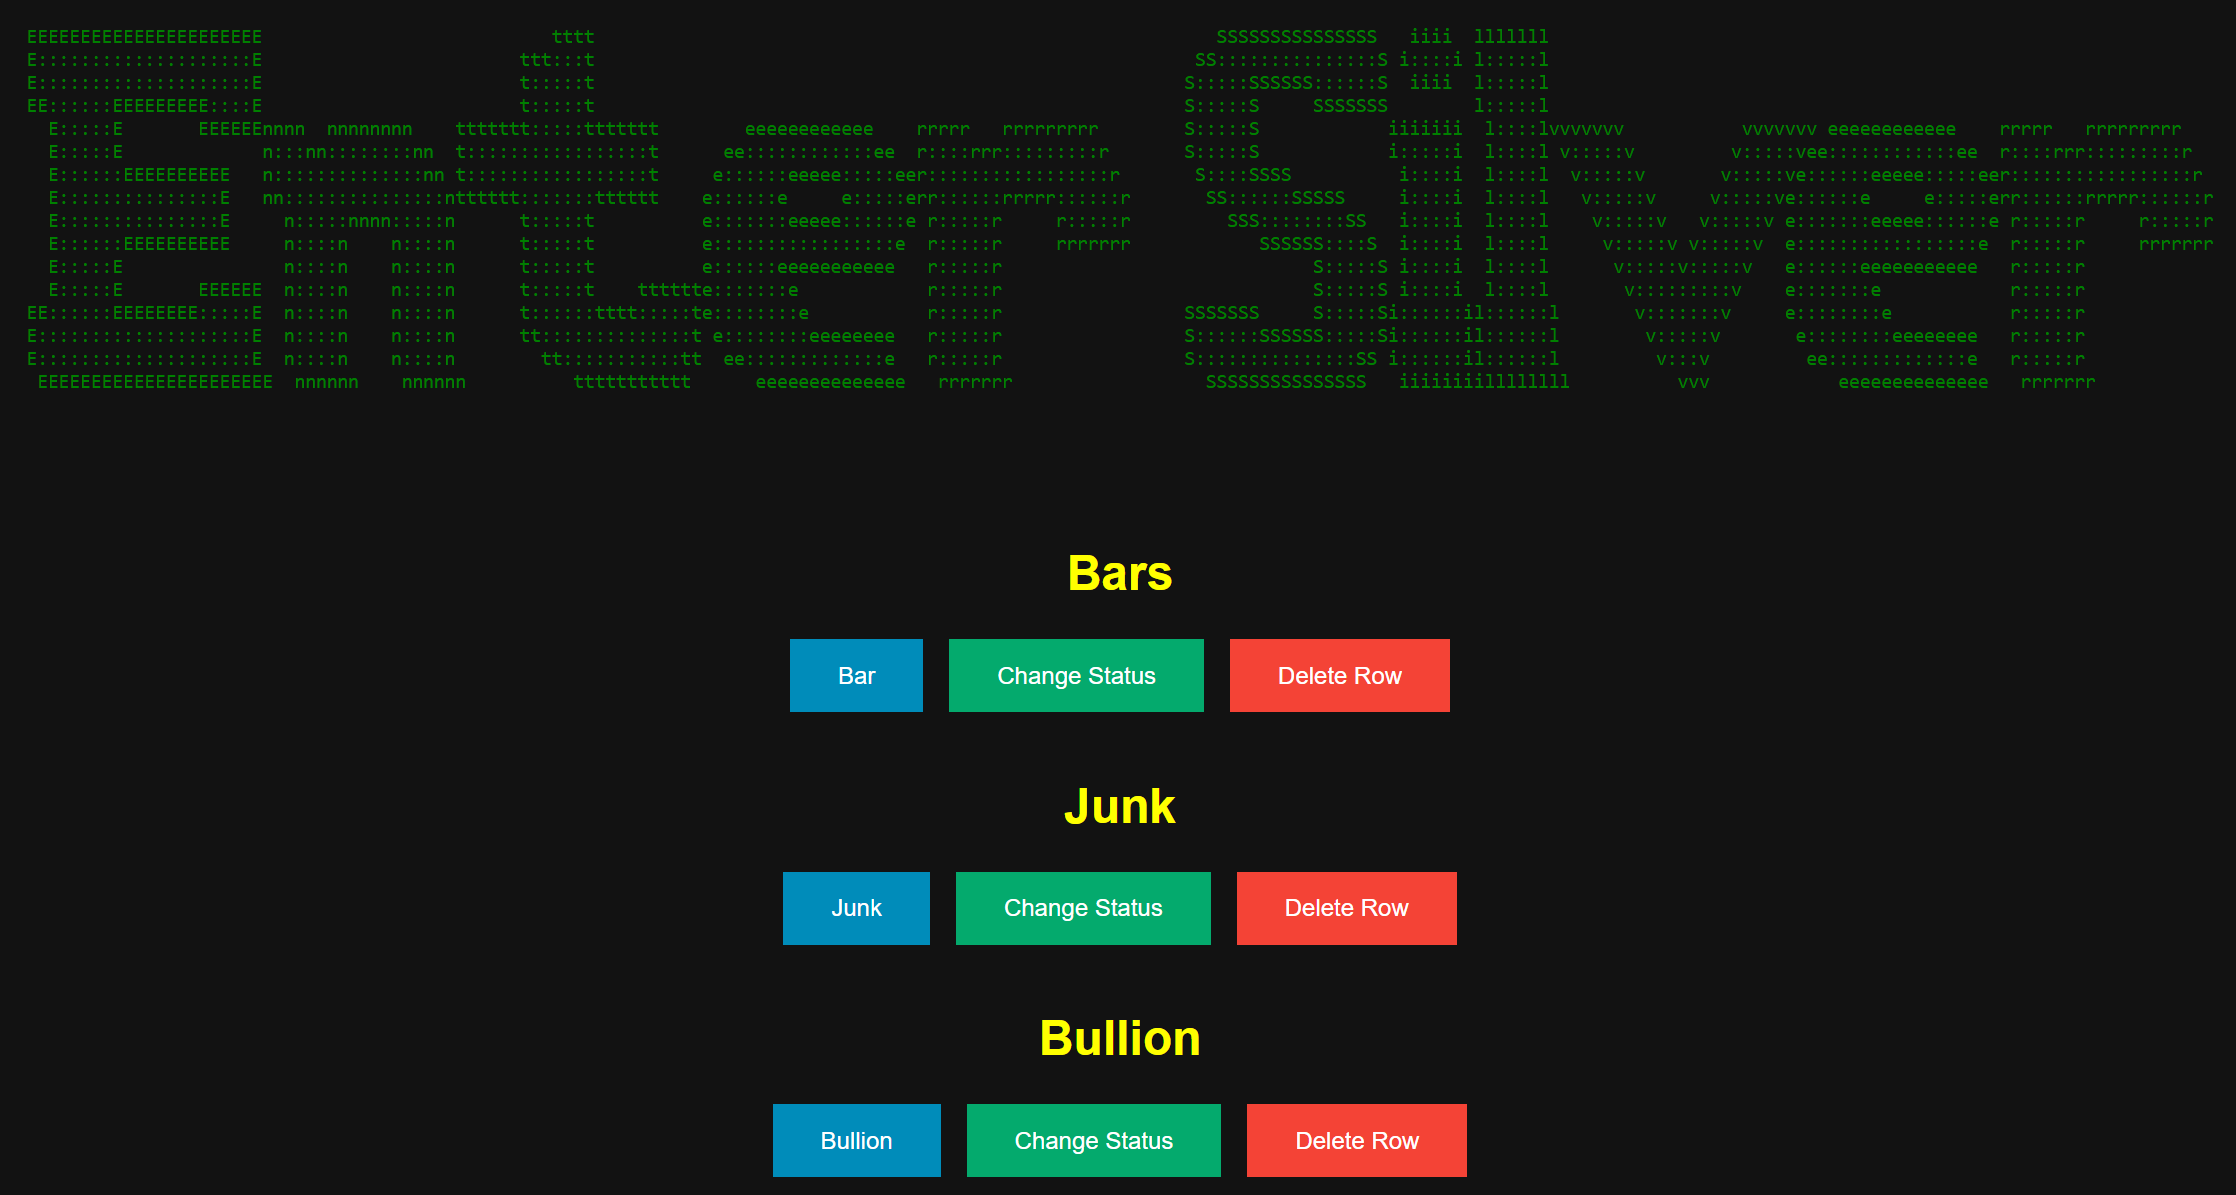 Enter Silver
Bars
Bar Change Status Delete Row
Junk
Junk Change Status Delete Row
Bullion
Bullion Change Status Delete Row